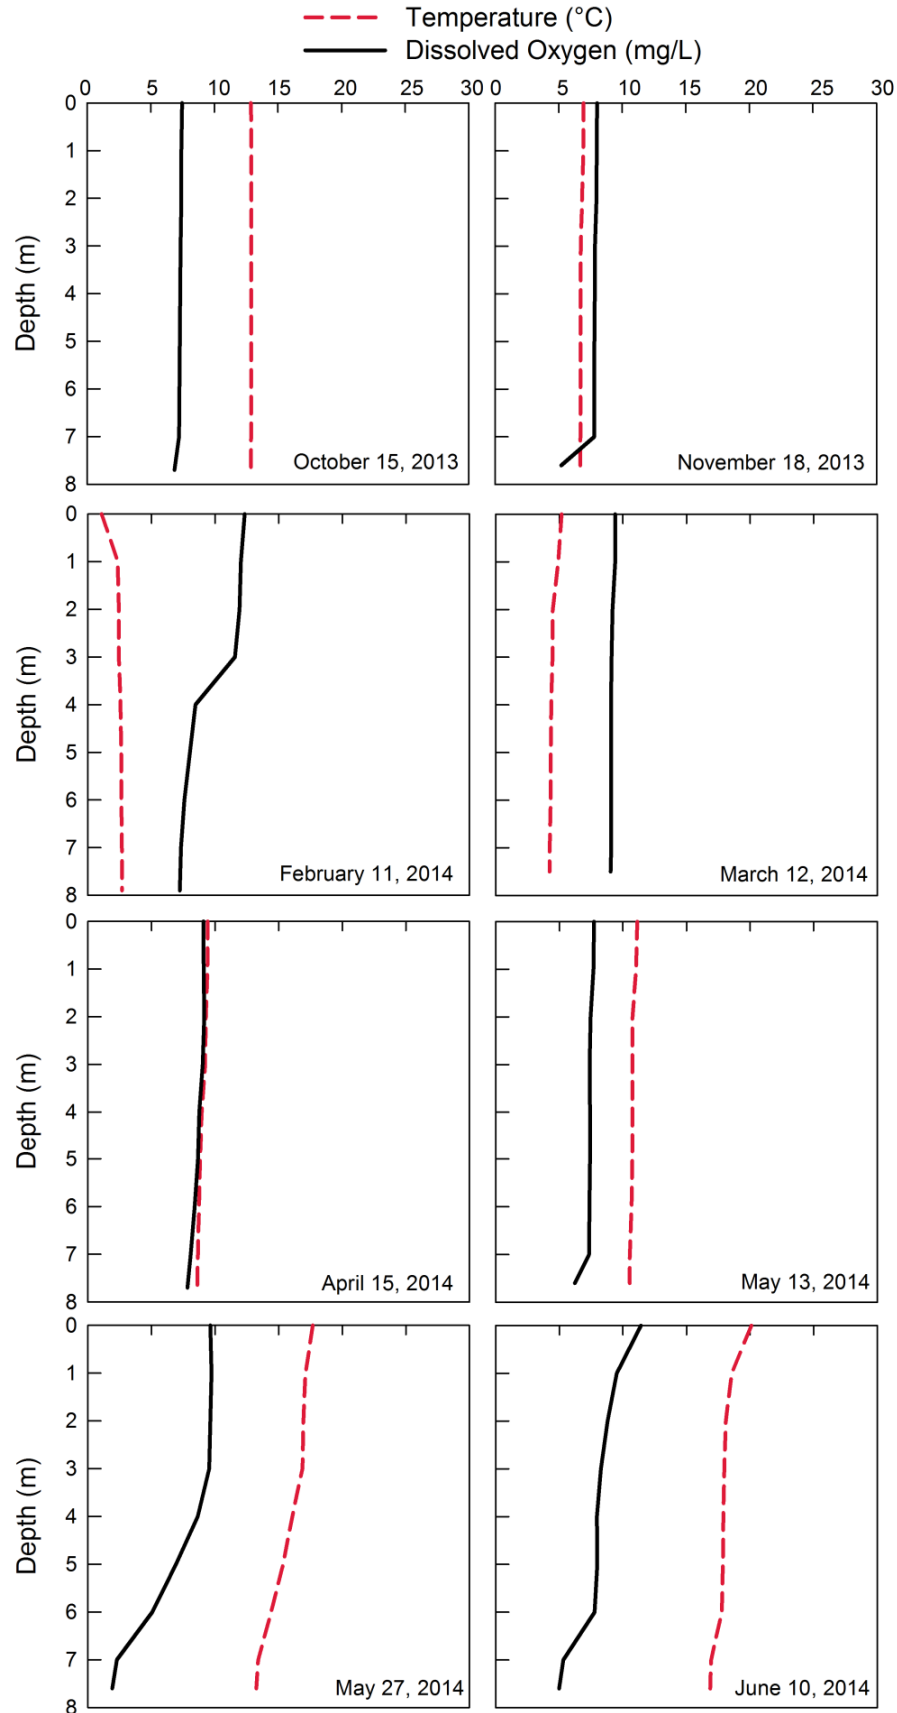 Temperature (°C)
Dissolved Oxygen (mg/L)
0 5 10 15 20 25 30
0 5 10 15 20 25 30
0
1
2
3
4
5
6
7
8
Depth (m)
October 15, 2013
November 18, 2013
0
1
2
3
4
5
6
7
8
Depth (m)
February 11, 2014
March 12, 2014
0
1
2
3
4
5
6
7
8
Depth (m)
April 15, 2014
May 13, 2014
0
1
2
3
4
5
6
7
8
Depth (m)
May 27, 2014
June 10, 2014